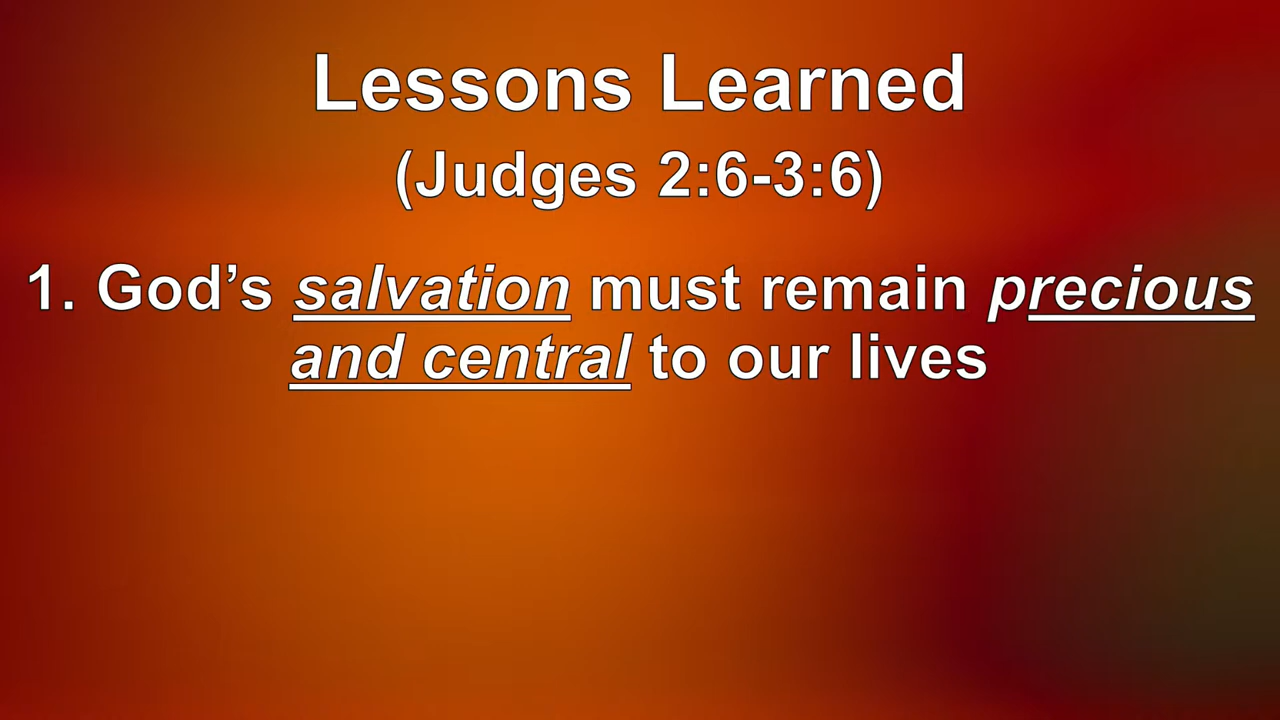 Lessons Learned
(Judges 2:6-3:6)
1. God’s salvation must remain precious
and central to our lives